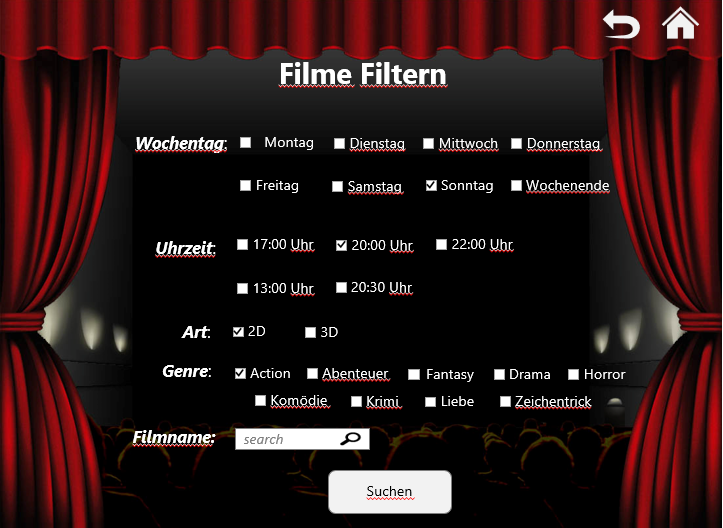 Filme Filtern
Wochentag: Montag Dienstag Mittwoch Donnerstag
Freitag Samstag Sonntag Wochenende
Uhrzeit: 17:00 Uhr 20:00 Uhr 22:00 Uhr
13:00 Uhr 20:30 Uhr
Art: 2D 3D
Genre: Action Abenteuer Fantasy Drama Horror
Komödie Krimi Liebe Zeichentrick
Filmname: search
Suchen